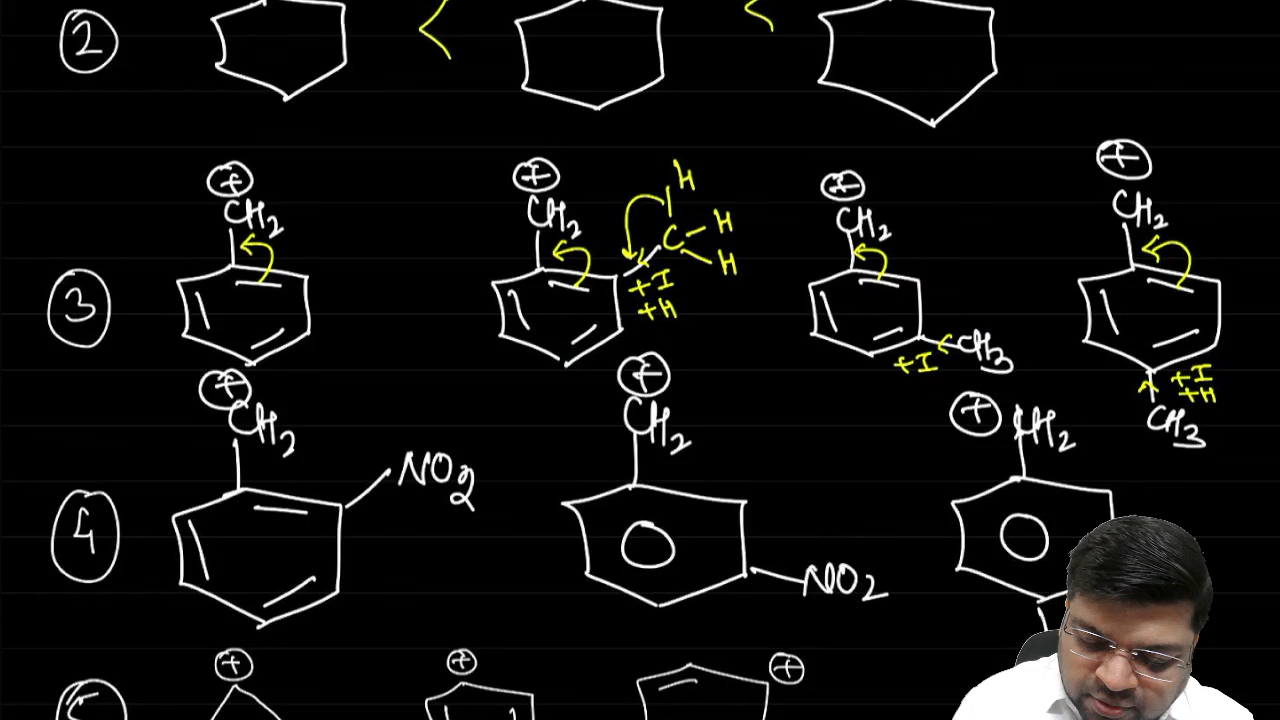 2
3
⊕
CH2
⊕
CH2
H
C
H
H
+I
+H
⊕
CH2
CH3
+I
⊕
CH2
+I
+H
CH3
4
⊕
CH2
NO2
⊕
CH2
NO2
⊕
CH2
⊕
⊕
⊕